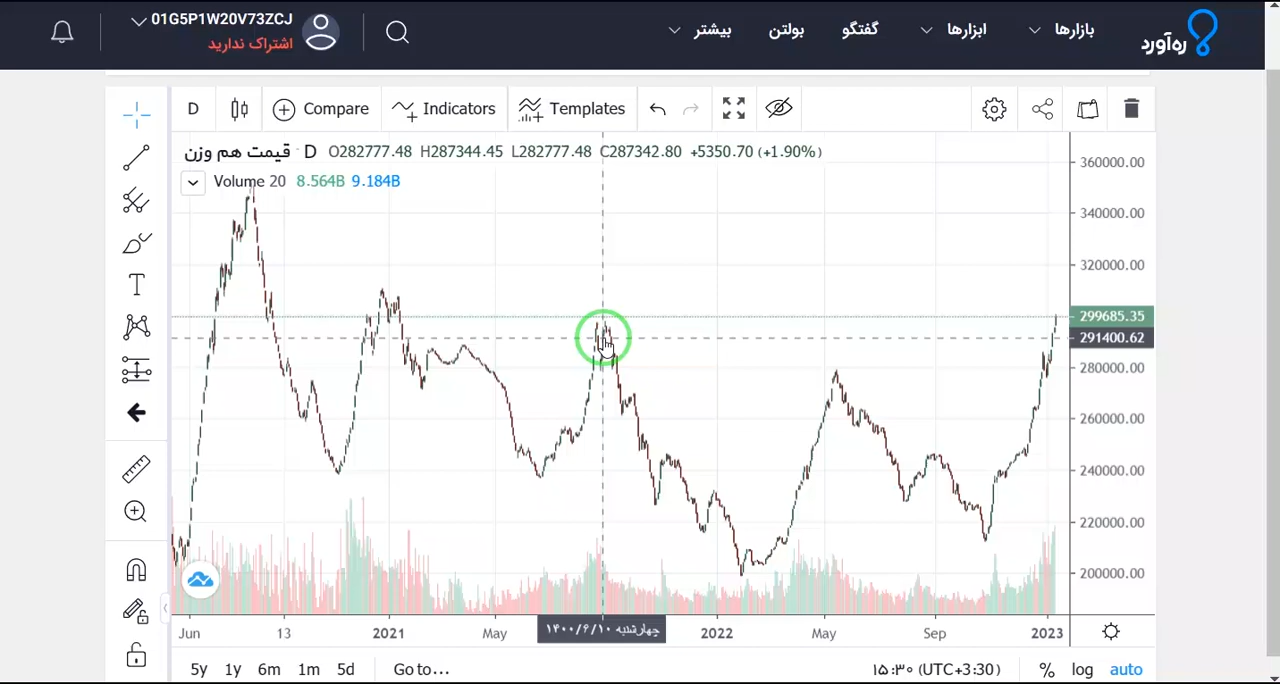 01G5P1W20V73ZCJ
اشتراک ندارید
بازارها ابزارها گفتگو بولتن بیشتر
ره‌آورد
D Compare Indicators Templates
قیمت هم وزن · D O282777.48 H287344.45 L282777.48 C287342.80 +5350.70 (+1.90%)
Volume 20 8.564B 9.184B
360000.00
340000.00
320000.00
299685.35
291400.62
280000.00
260000.00
240000.00
220000.00
200000.00
Jun 13 2021 May چهارشنبه ۱۴۰۰/۶/۱۰ 2022 May Sep 2023
5y 1y 6m 1m 5d Go to... ۱۵:۳۰ (UTC+3:30) % log auto